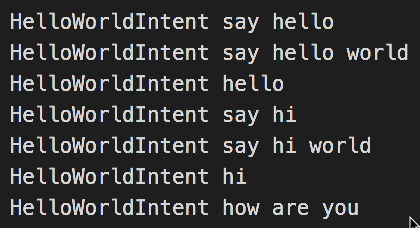 HelloWorldIntent say hello
HelloWorldIntent say hello world
HelloWorldIntent hello
HelloWorldIntent say hi
HelloWorldIntent say hi world
HelloWorldIntent hi
HelloWorldIntent how are you